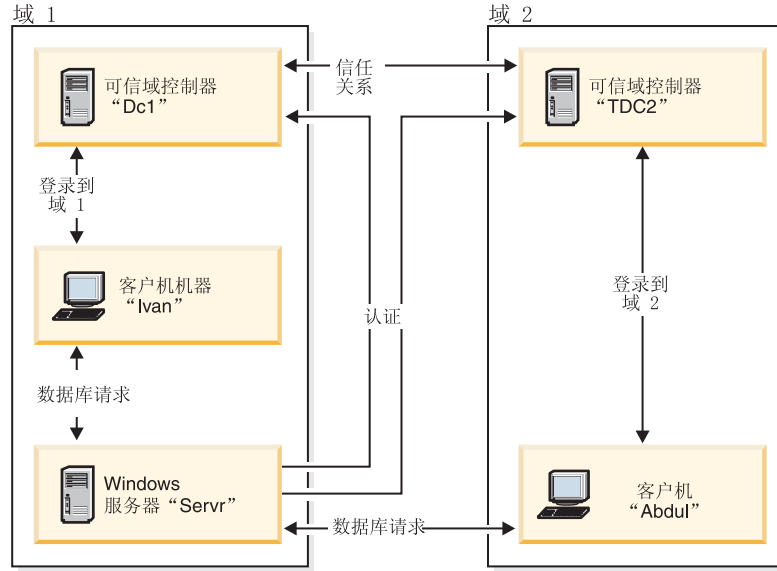 域 1
域 2
可信域控制器
“Dc1”
信任
关系
可信域控制器
“TDC2”
登录到
域 1
客户机机器
“Ivan”
认证
登录到
域 2
数据库请求
Windows
服务器“Servr”
数据库请求
客户机
“Abdul”